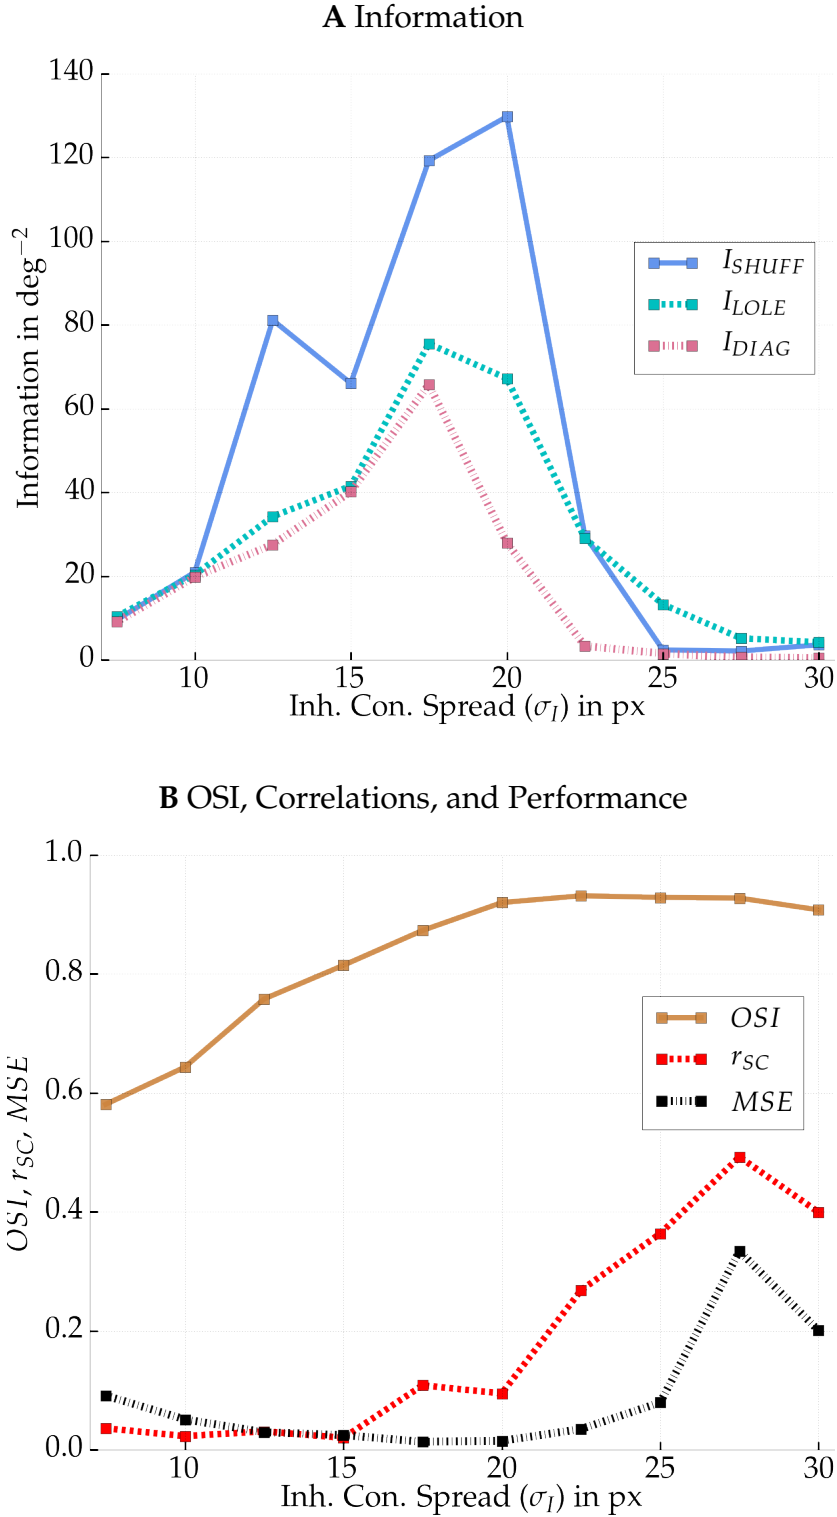 A Information
140
120
100
80
60
40
20
0
Information in deg⁻²
I_SHUFF
I_LOLE
I_DIAG
10 15 20 25 30
Inh. Con. Spread (σ_I) in px
B OSI, Correlations, and Performance
1.0
0.8
0.6
0.4
0.2
0.0
OSI, r_SC, MSE
OSI
r_SC
MSE
10 15 20 25 30
Inh. Con. Spread (σ_I) in px